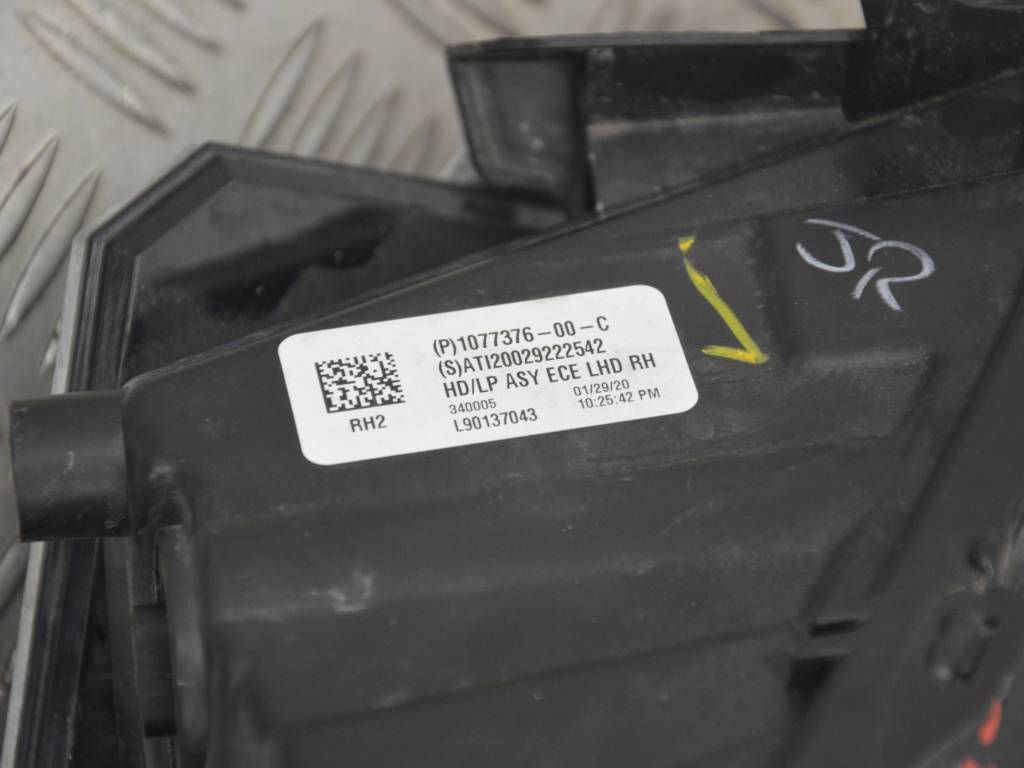 (P)1077376-00-C
(S)ATI20029222542
HD/LP ASY ECE LHD RH
340005 01/29/20
L90137043 10:25:42 PM
RH2
JR